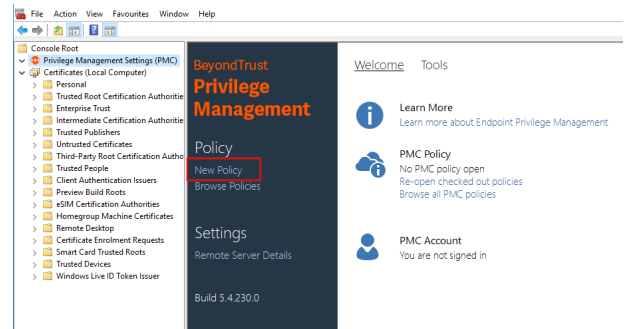 File Action View Favourites Window Help
Console Root
Privilege Management Settings (PMC)
Certificates (Local Computer)
Personal
Trusted Root Certification Authoritie
Enterprise Trust
Intermediate Certification Authoritie
Trusted Publishers
Untrusted Certificates
Third-Party Root Certification Autho
Trusted People
Client Authentication Issuers
Preview Build Roots
eSIM Certification Authorities
Homegroup Machine Certificates
Remote Desktop
Certificate Enrolment Requests
Smart Card Trusted Roots
Trusted Devices
Windows Live ID Token Issuer
BeyondTrust
Privilege
Management
Policy
New Policy
Browse Policies
Settings
Remote Server Details
Build 5.4.230.0
Welcome Tools
Learn More
Learn more about Endpoint Privilege Management
PMC Policy
No PMC policy open
Re-open checked out policies
Browse all PMC policies
PMC Account
You are not signed in